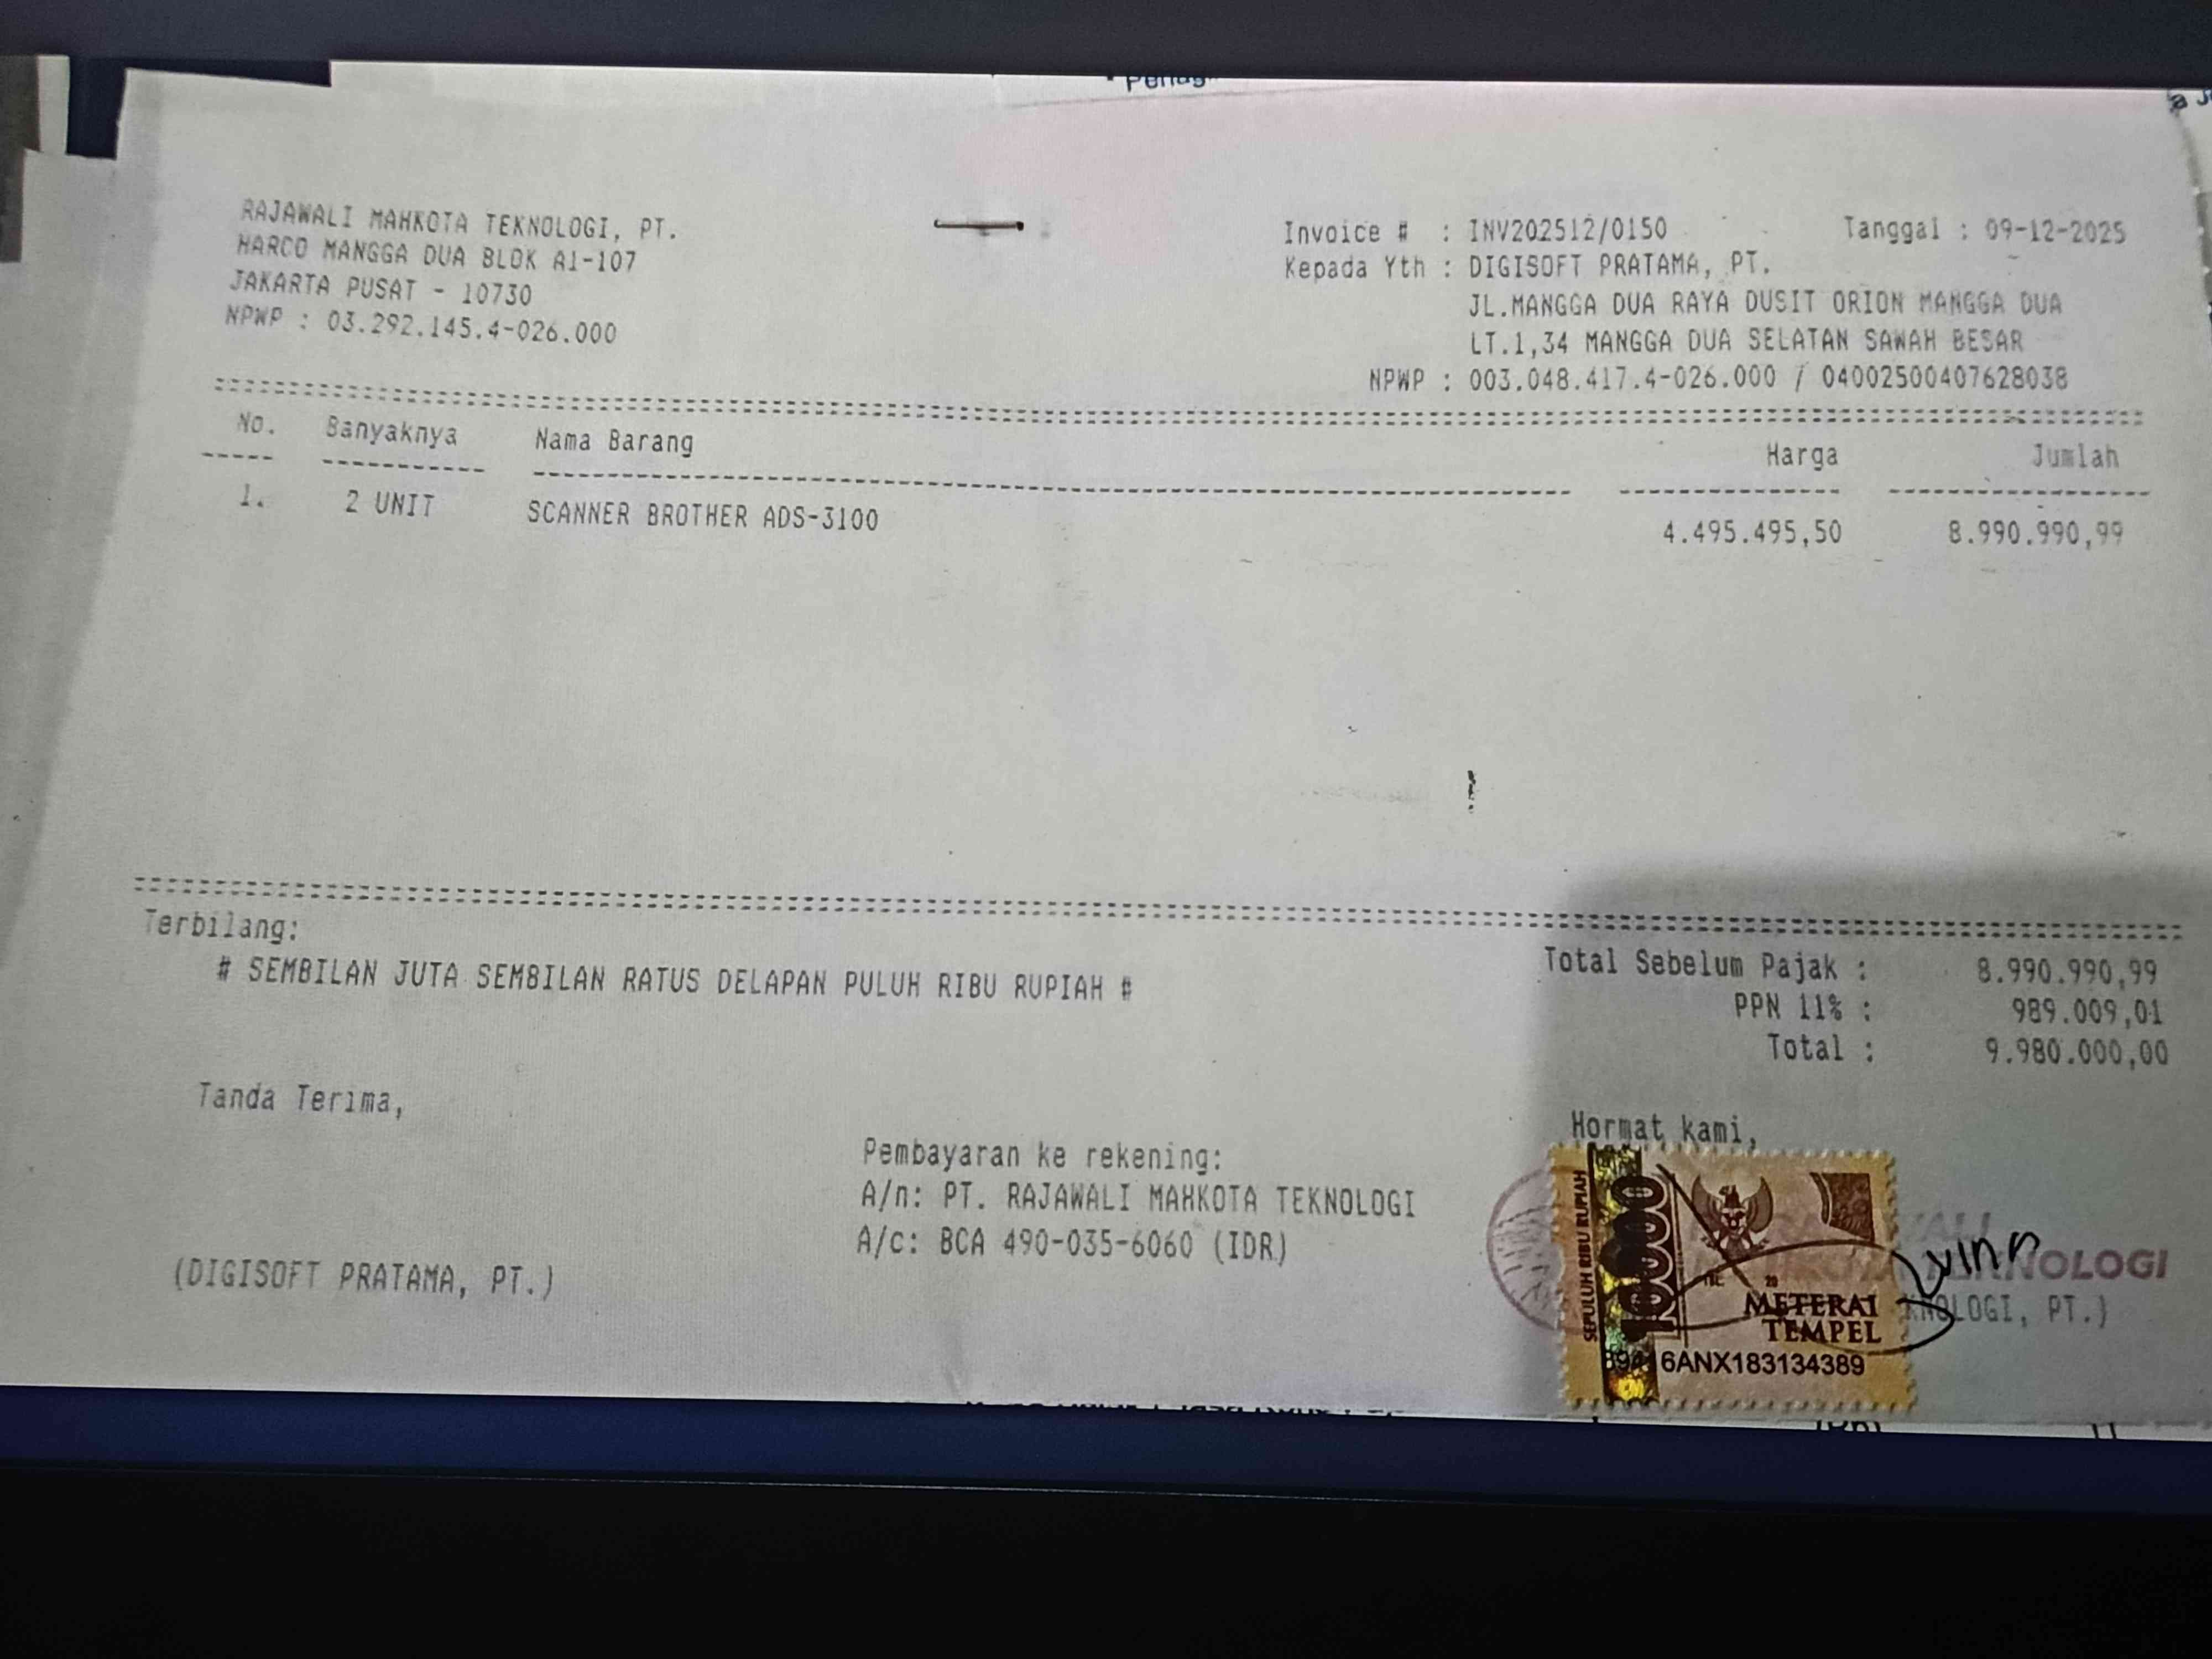 RAJAWALI MAHKOTA TEKNOLOGI, PT.
HARCO MANGGA DUA BLOK A1-107
JAKARTA PUSAT - 10730
NPWP : 03.292.145.4-026.000
Invoice # : INV202512/0150 Tanggal : 09-12-2025
Kepada Yth : DIGISOFT PRATAMA, PT.
JL.MANGGA DUA RAYA DUSIT ORION MANGGA DUA
LT.1,34 MANGGA DUA SELATAN SAWAH BESAR
NPWP : 003.048.417.4-026.000 / 04002500407628038
No. Banyaknya Nama Barang Harga Jumlah
1. 2 UNIT SCANNER BROTHER ADS-3100 4.495.495,50 8.990.990,99
Terbilang:
# SEMBILAN JUTA SEMBILAN RATUS DELAPAN PULUH RIBU RUPIAH #
Total Sebelum Pajak : 8.990.990,99
PPN 11% : 989.009,01
Total : 9.980.000,00
Tanda Terima,
(DIGISOFT PRATAMA, PT.)
Pembayaran ke rekening:
A/n: PT. RAJAWALI MAHKOTA TEKNOLOGI
A/c: BCA 490-035-6060 (IDR)
Hormat kami,
SEPULUH RIBU RUPIAH
10000
METERAI
TEMPEL
6ANX183134389
NOLOGI
NOLOGI, PT.)